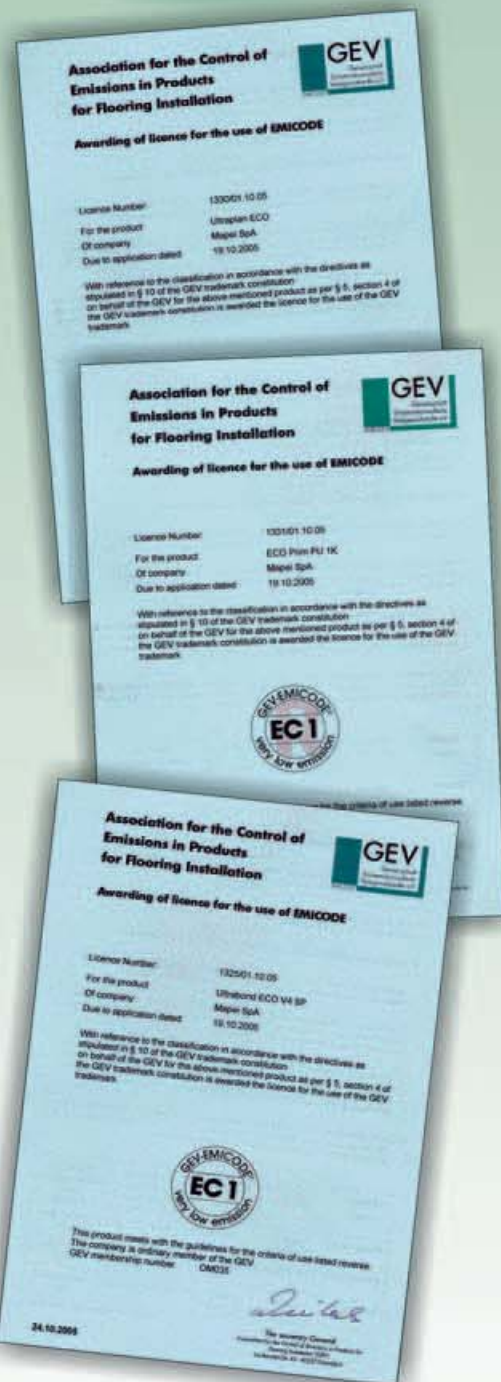 Association for the Control of
Emissions in Products
for Flooring Installation
GEV
Awarding of licence for the use of EMICODE
Licence Number: 1330/01.10.05
For the product Ultraplan ECO
Of company Mapei SpA
Due to application dated: 19.10.2005
With reference to the classification in accordance with the directives as
stipulated in § 10 of the GEV trademark constitution
on behalf of the GEV for the above mentioned product as per § 5, section 4 of
the GEV trademark constitution is awarded the licence for the use of the GEV
trademark
Association for the Control of
Emissions in Products
for Flooring Installation
GEV
Awarding of licence for the use of EMICODE
Licence Number: 1331/01.10.05
For the product: ECO Prim PU 1K
Of company: Mapei SpA
Due to application dated: 19.10.2005
With reference to the classification in accordance with the directives as
stipulated in § 10 of the GEV trademark constitution
on behalf of the GEV for the above mentioned product as per § 5, section 4 of
the GEV trademark constitution is awarded the licence for the use of the GEV
trademark
GEV-EMICODE
EC 1
very low emission
for the criteria of use listed reverse
Association for the Control of
Emissions in Products
for Flooring Installation
GEV
Awarding of licence for the use of EMICODE
Licence Number: 1325/01.10.05
For the product Ultrabond ECO V4 SP
Of company: Mapei SpA
Due to application dated: 19.10.2005
With reference to the classification in accordance with the directives as
stipulated in § 10 of the GEV trademark constitution
on behalf of the GEV for the above mentioned product as per § 5, section 4 of
the GEV trademark constitution is awarded the licence for the use of the GEV
trademark.
GEV-EMICODE
EC 1
very low emission
This product meets with the guidelines for the criteria of use listed reverse
The company is ordinary member of the GEV
GEV membership number OM035
24.10.2005
The secretary General